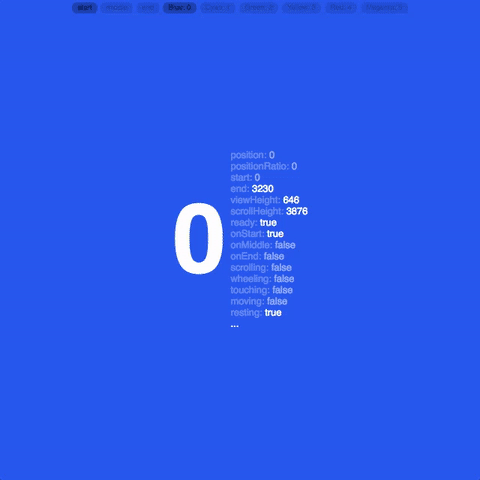 start middle end Blue: 0 Cyan: 1 Green: 2 Yellow: 3 Red: 4 Magenta: 5
0
position: 0
positionRatio: 0
start: 0
end: 3230
viewHeight: 646
scrollHeight: 3876
ready: true
onStart: true
onMiddle: false
onEnd: false
scrolling: false
wheeling: false
touching: false
moving: false
resting: true
...